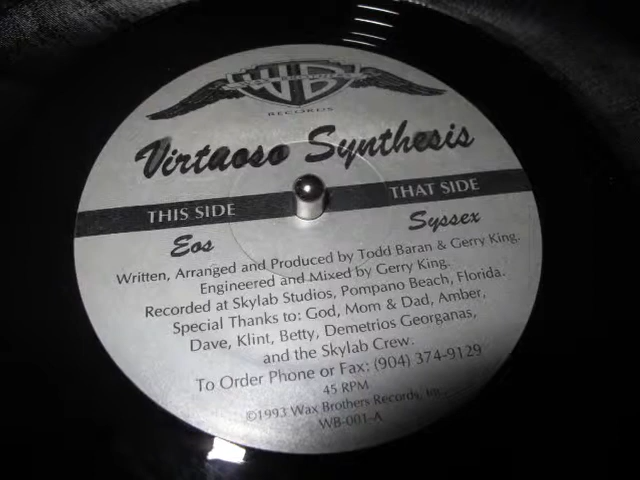 WB
WAX BROTHERS
RECORDS
Virtaoso Synthesis
THIS SIDE
THAT SIDE
Eos
Syssex
Written, Arranged and Produced by Todd Baran & Gerry King.
Engineered and Mixed by Gerry King.
Recorded at Skylab Studios, Pompano Beach, Florida.
Special Thanks to: God, Mom & Dad, Amber,
Dave, Klint, Betty, Demetrios Georganas,
and the Skylab Crew.
To Order Phone or Fax: (904) 374-9129
45 RPM
©1993 Wax Brothers Records, Inc.
WB-001-A